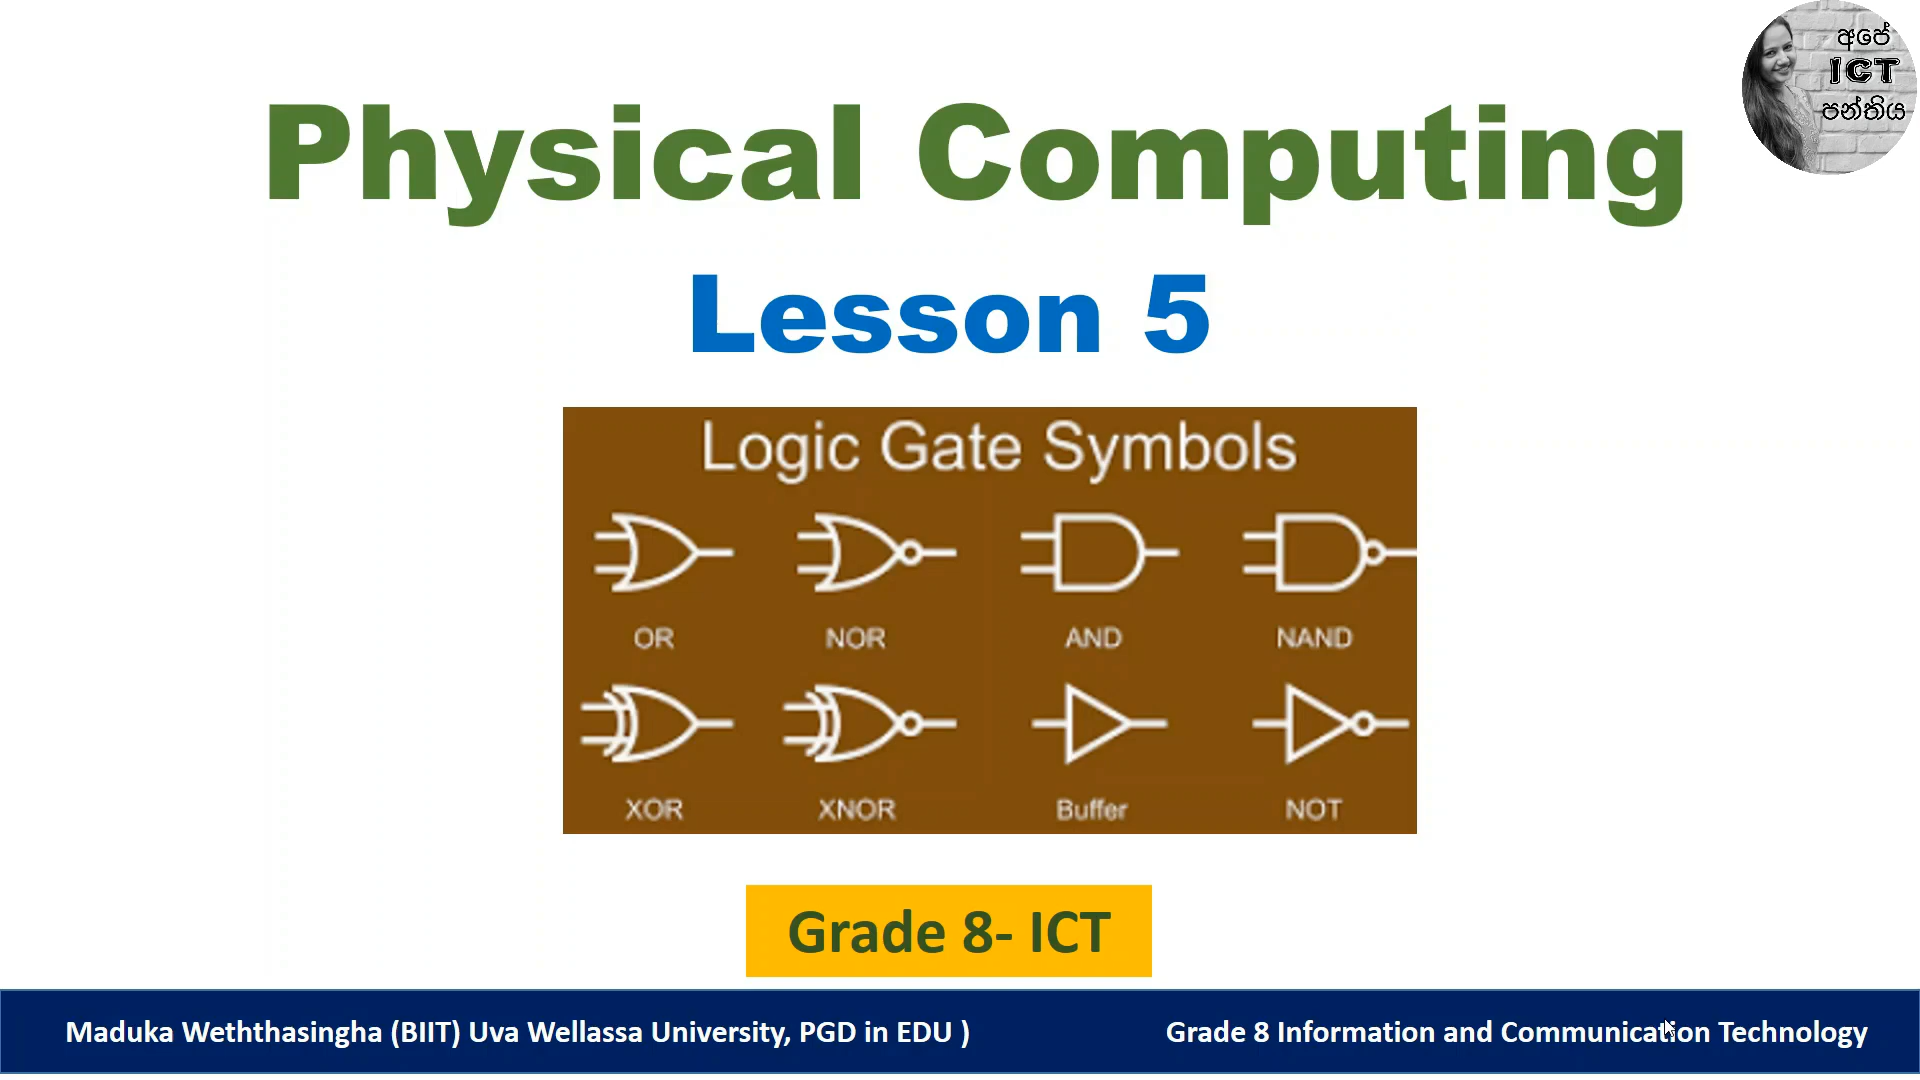 අපේ
ICT
පන්තිය
Physical Computing
Lesson 5
Logic Gate Symbols
OR NOR AND NAND
XOR XNOR Buffer NOT
Grade 8- ICT
Maduka Weththasingha (BIIT) Uva Wellassa University, PGD in EDU )
Grade 8 Information and Communication Technology